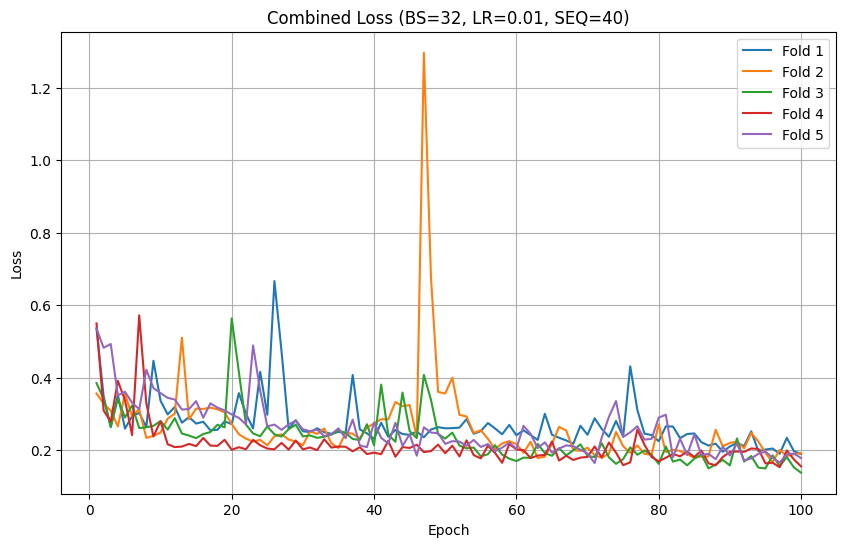 Combined Loss (BS=32, LR=0.01, SEQ=40)
Fold 1
Fold 2
Fold 3
Fold 4
Fold 5
Loss
1.2
1.0
0.8
0.6
0.4
0.2
0 20 40 60 80 100
Epoch